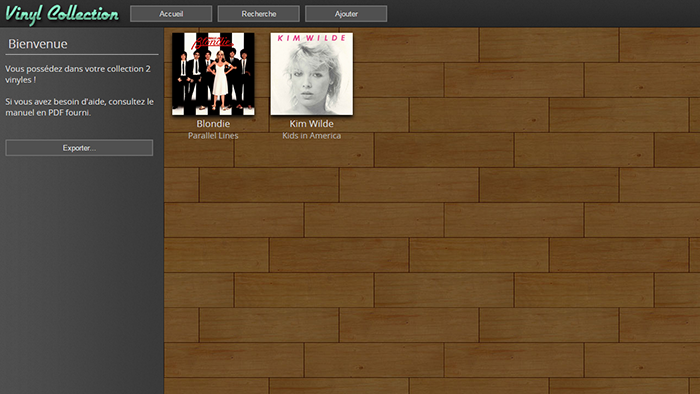 Vinyl Collection
Accueil
Recherche
Ajouter
Bienvenue
Vous possédez dans votre collection 2
vinyles !
Si vous avez besoin d'aide, consultez le
manuel en PDF fourni.
Exporter...
Blondie
Blondie
Parallel Lines
KIM WILDE
Kim Wilde
Kids in America